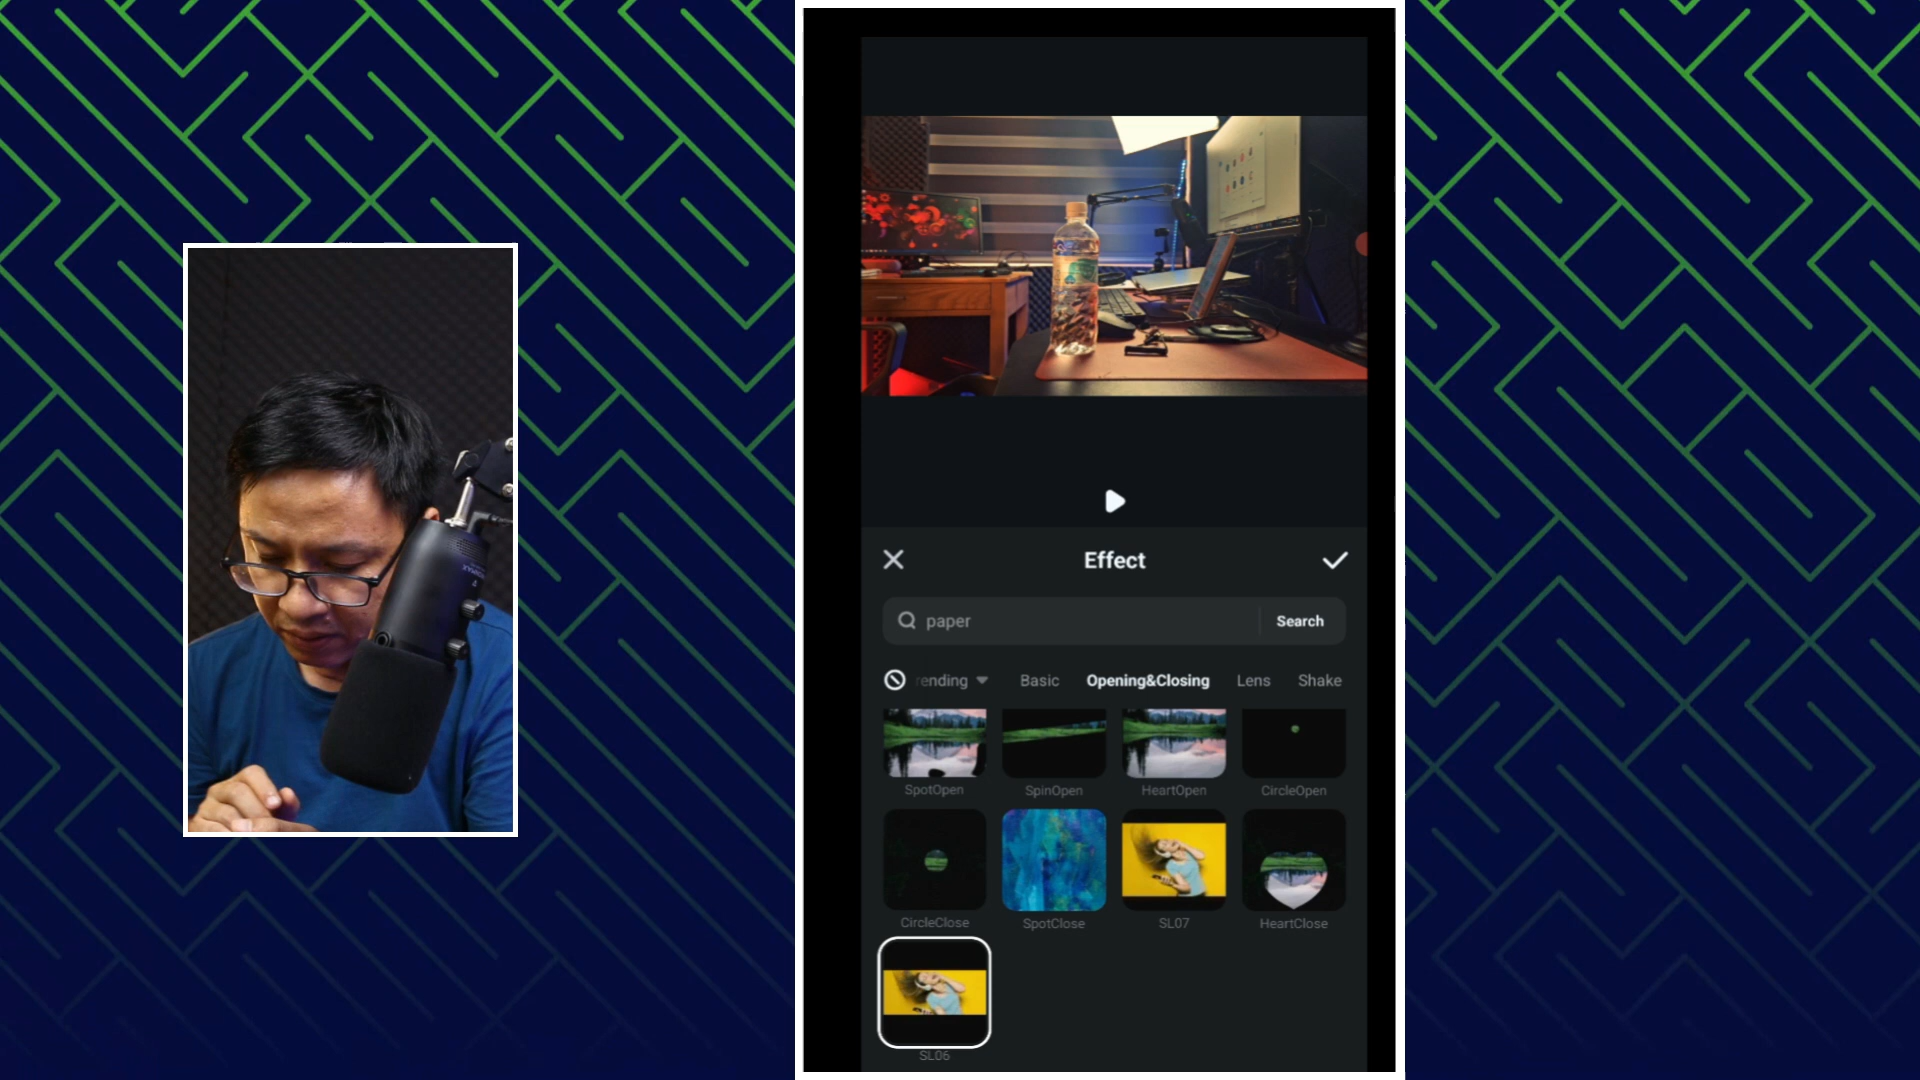 Effect
paper
Search
rending
Basic
Opening&Closing
Lens
Shake
SpotOpen
SpinOpen
HeartOpen
CircleOpen
CircleClose
SpotClose
SL07
HeartClose
SL06